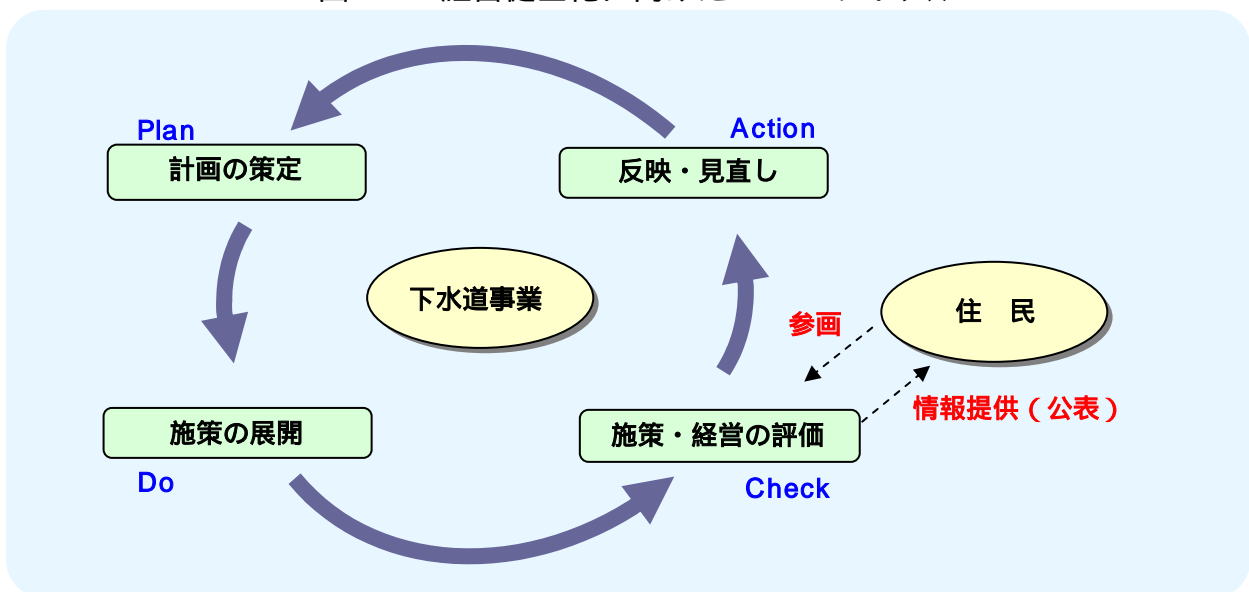 Plan
計画の策定
Action
反映・見直し
下水道事業
住　民
参画
情報提供（公表）
施策の展開
Do
施策・経営の評価
Check